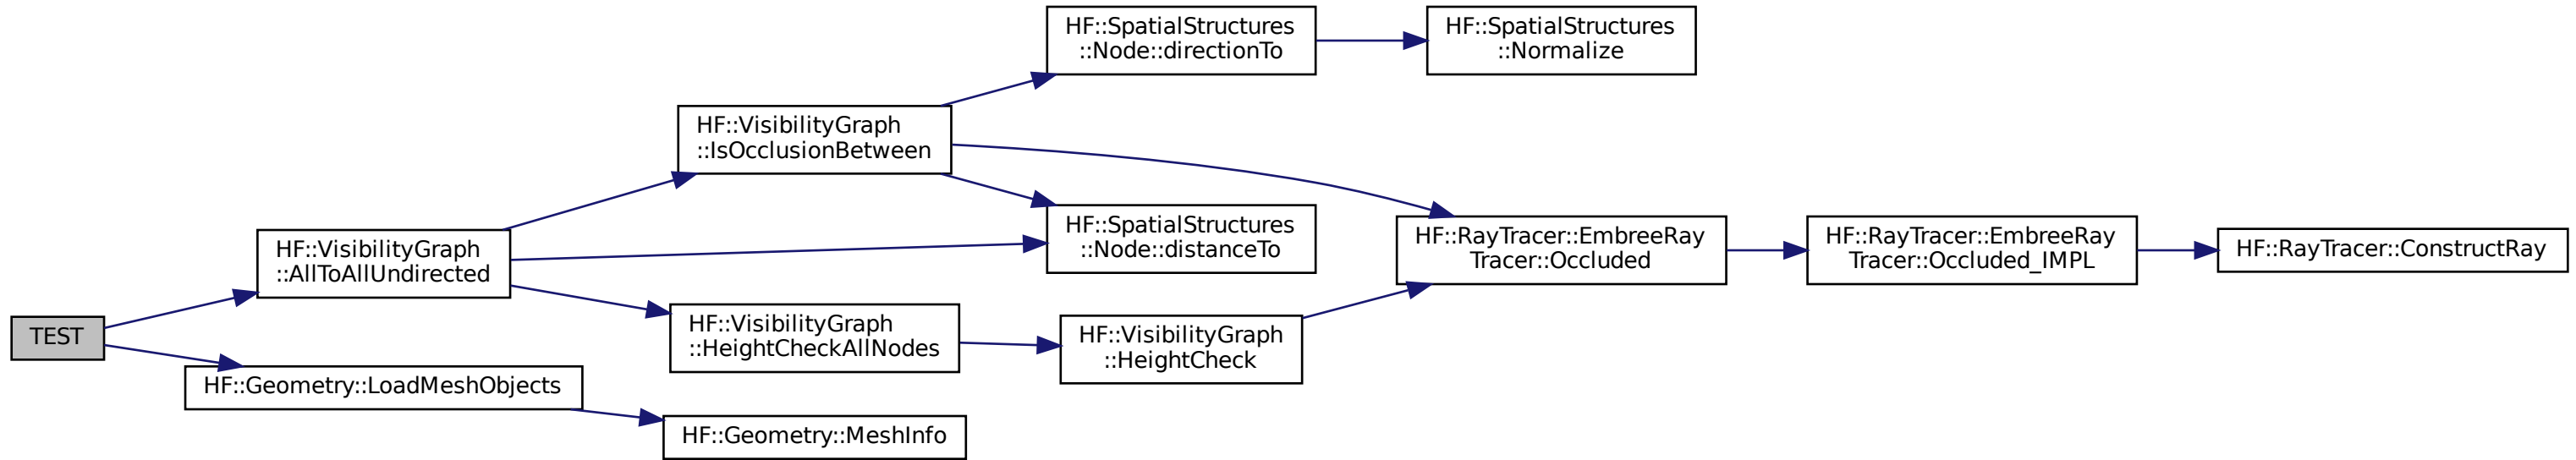 TEST
HF::VisibilityGraph
::AllToAllUndirected
HF::Geometry::LoadMeshObjects
HF::VisibilityGraph
::IsOcclusionBetween
HF::VisibilityGraph
::HeightCheckAllNodes
HF::Geometry::MeshInfo
HF::SpatialStructures
::Node::directionTo
HF::SpatialStructures
::Node::distanceTo
HF::VisibilityGraph
::HeightCheck
HF::SpatialStructures
::Normalize
HF::RayTracer::EmbreeRay
Tracer::Occluded
HF::RayTracer::EmbreeRay
Tracer::Occluded_IMPL
HF::RayTracer::ConstructRay